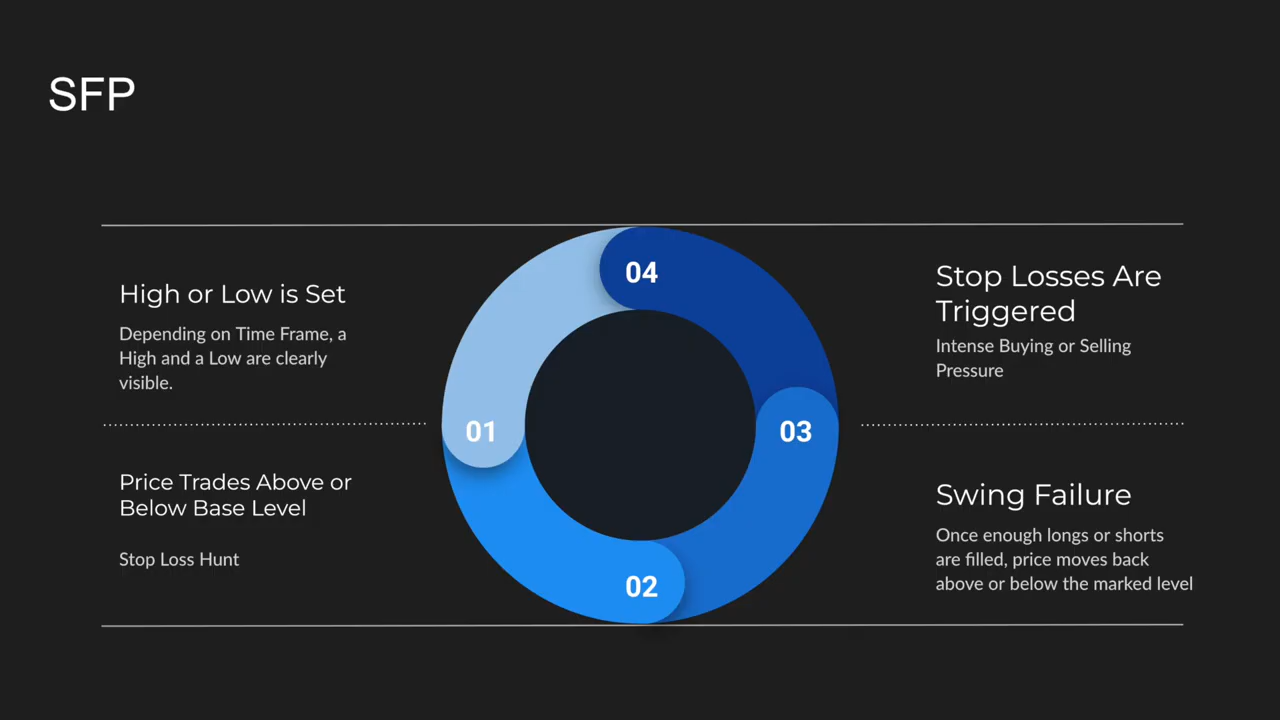 SFP
High or Low is Set
Depending on Time Frame, a
High and a Low are clearly
visible.
Price Trades Above or
Below Base Level
Stop Loss Hunt
04
01
03
02
Stop Losses Are
Triggered
Intense Buying or Selling
Pressure
Swing Failure
Once enough longs or shorts
are filled, price moves back
above or below the marked level